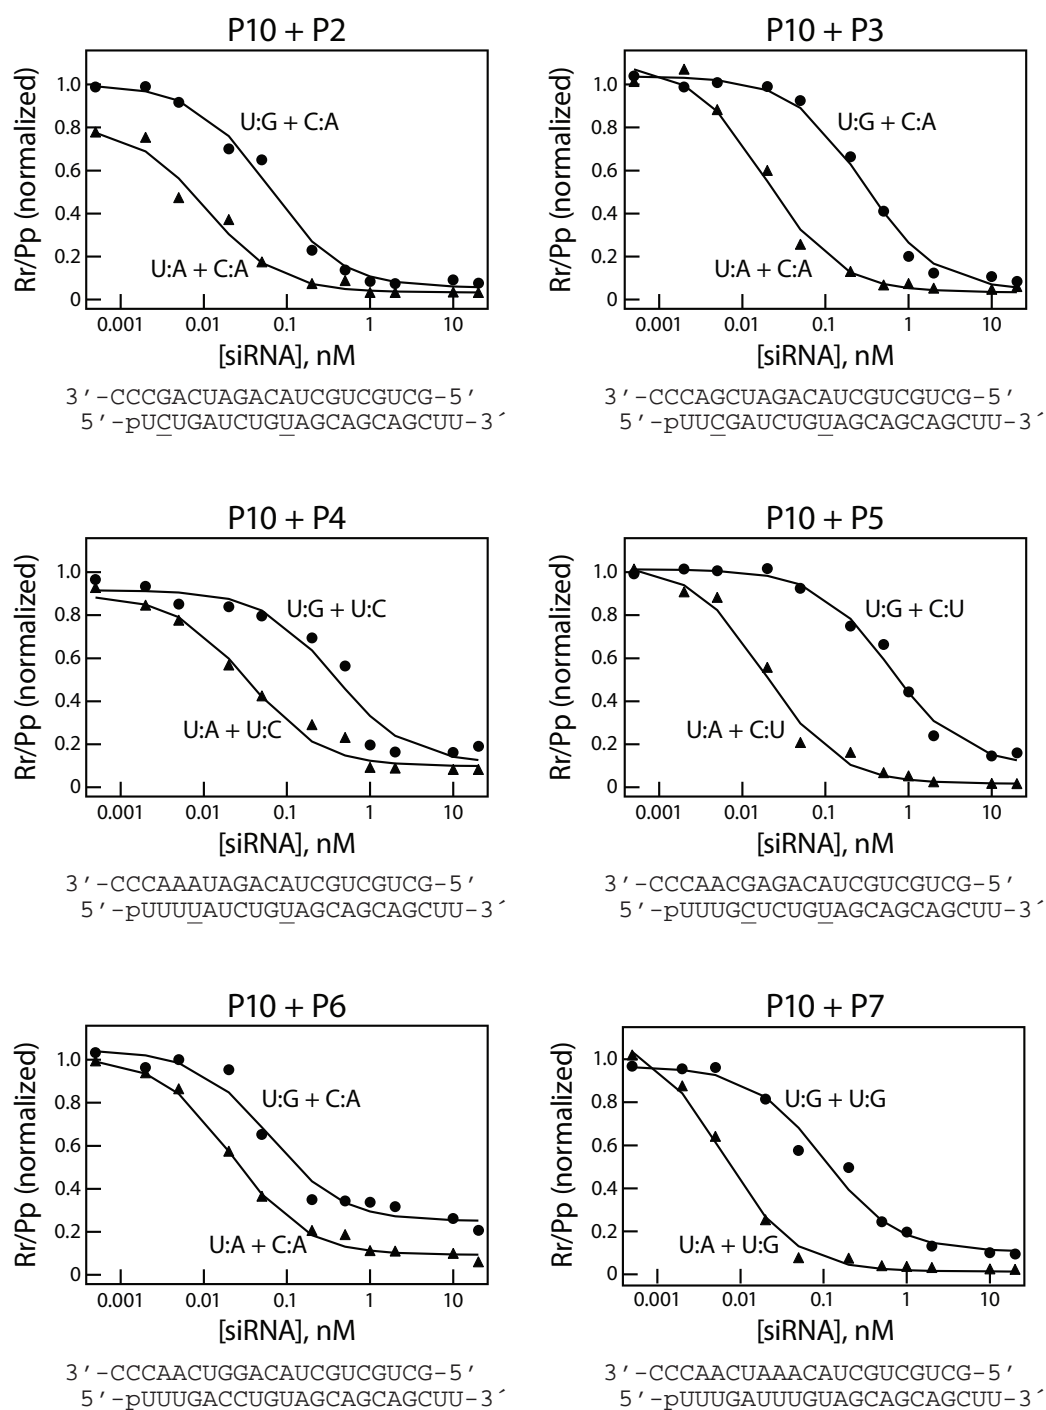 P10 + P2
Rr/Pp (normalized)
1.0
0.8
0.6
0.4
0.2
0
U:G + C:A
U:A + C:A
0.001 0.01 0.1 1 10
[siRNA], nM
3′-CCCGACUAGACAUCGUCGUCG-5′
5′-pUCUGAUCUGUAGCAGCAGCUU-3´
P10 + P3
Rr/Pp (normalized)
1.0
0.8
0.6
0.4
0.2
0
U:G + C:A
U:A + C:A
0.001 0.01 0.1 1 10
[siRNA], nM
3′-CCCAGCUAGACAUCGUCGUCG-5′
5′-pUUCGAUCUGUAGCAGCAGCUU-3´
P10 + P4
Rr/Pp (normalized)
1.0
0.8
0.6
0.4
0.2
0
U:G + U:C
U:A + U:C
0.001 0.01 0.1 1 10
[siRNA], nM
3′-CCCAAAUAGACAUCGUCGUCG-5′
5′-pUUUUAUCUGUAGCAGCAGCUU-3´
P10 + P5
Rr/Pp (normalized)
1.0
0.8
0.6
0.4
0.2
0
U:G + C:U
U:A + C:U
0.001 0.01 0.1 1 10
[siRNA], nM
3′-CCCAACGAGACAUCGUCGUCG-5′
5′-pUUUGCUCUGUAGCAGCAGCUU-3´
P10 + P6
Rr/Pp (normalized)
1.0
0.8
0.6
0.4
0.2
0
U:G + C:A
U:A + C:A
0.001 0.01 0.1 1 10
[siRNA], nM
3′-CCCAACUGGACAUCGUCGUCG-5′
5′-pUUUGACCUGUAGCAGCAGCUU-3´
P10 + P7
Rr/Pp (normalized)
1.0
0.8
0.6
0.4
0.2
0
U:G + U:G
U:A + U:G
0.001 0.01 0.1 1 10
[siRNA], nM
3′-CCCAACUAAACAUCGUCGUCG-5′
5′-pUUUGAUUUGUAGCAGCAGCUU-3´